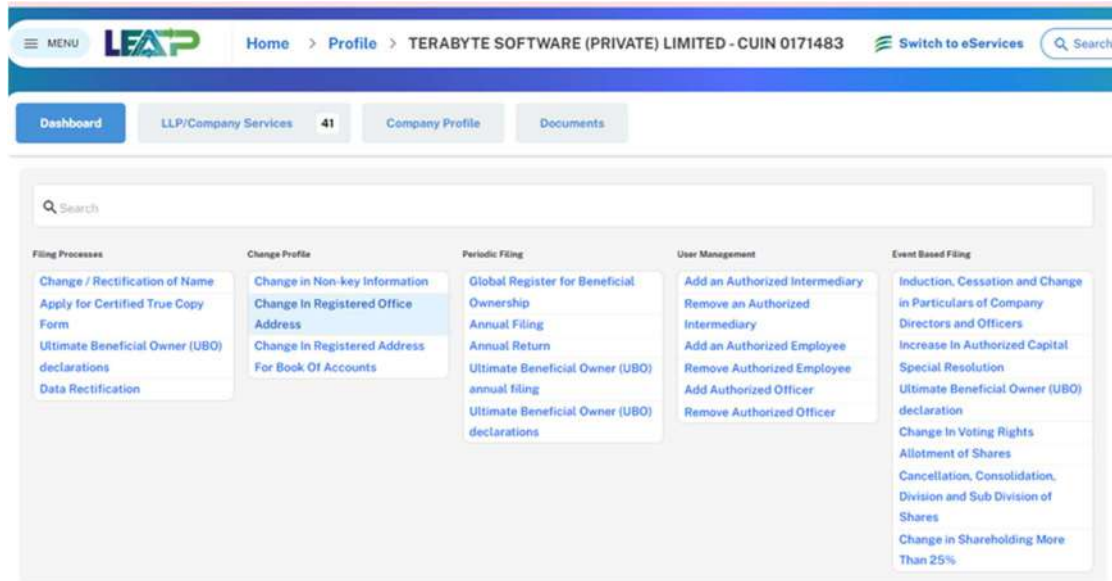 MENU LEAP Home > Profile > TERABYTE SOFTWARE (PRIVATE) LIMITED - CUIN 0171483 Switch to eServices Search
Dashboard LLP/Company Services 41 Company Profile Documents
Search
Filing Processes
Change / Rectification of Name
Apply for Certified True Copy
Form
Ultimate Beneficial Owner (UBO)
declarations
Data Rectification
Change Profile
Change in Non-key Information
Change In Registered Office
Address
Change In Registered Address
For Book Of Accounts
Periodic Filing
Global Register for Beneficial
Ownership
Annual Filing
Annual Return
Ultimate Beneficial Owner (UBO)
annual filing
Ultimate Beneficial Owner (UBO)
declarations
User Management
Add an Authorized Intermediary
Remove an Authorized
Intermediary
Add an Authorized Employee
Remove Authorized Employee
Add Authorized Officer
Remove Authorized Officer
Event Based Filing
Induction, Cessation and Change
in Particulars of Company
Directors and Officers
Increase In Authorized Capital
Special Resolution
Ultimate Beneficial Owner (UBO)
declaration
Change In Voting Rights
Allotment of Shares
Cancellation, Consolidation,
Division and Sub Division of
Shares
Change in Shareholding More
Than 25%